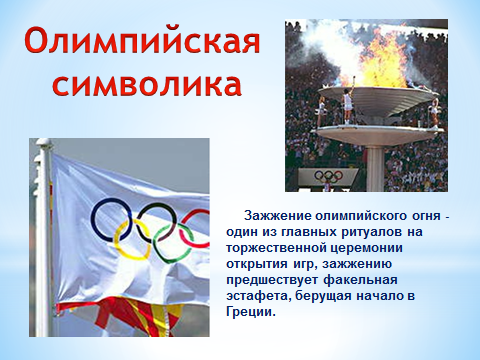 Олимпийская
символика
Зажжение олимпийского огня -
один из главных ритуалов на
торжественной церемонии
открытия игр, зажжению
предшествует факельная
эстафета, берущая начало в
Греции.